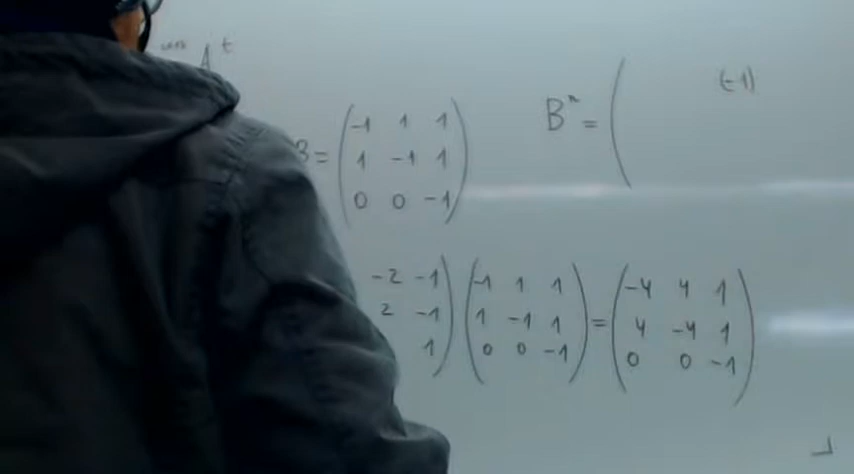 A^t
B = ( -1 1 1
1 -1 1
0 0 -1 )
B^n = ( (-1)
-2 -1 ) ( -1 1 1 ) = ( -4 4 1 )
2 -1 ) ( 1 -1 1 ) = ( 4 -4 1 )
1 ) ( 0 0 -1 ) = ( 0 0 -1 )